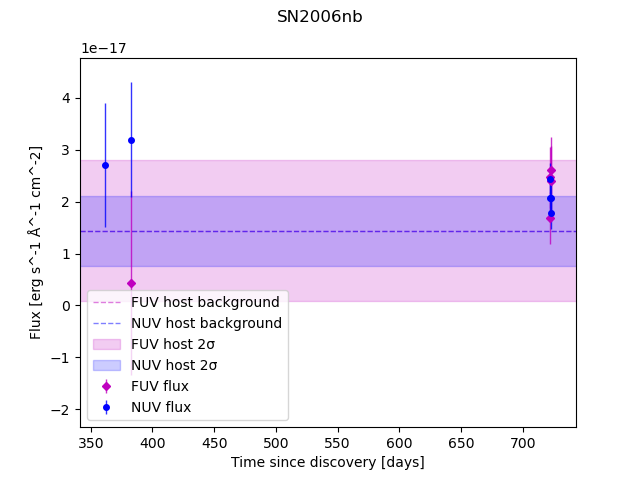 SN2006nb
1e−17
4
3
2
1
0
−1
−2
Flux [erg s^-1 Å^-1 cm^-2]
FUV host background
NUV host background
FUV host 2σ
NUV host 2σ
FUV flux
NUV flux
350 400 450 500 550 600 650 700
Time since discovery [days]